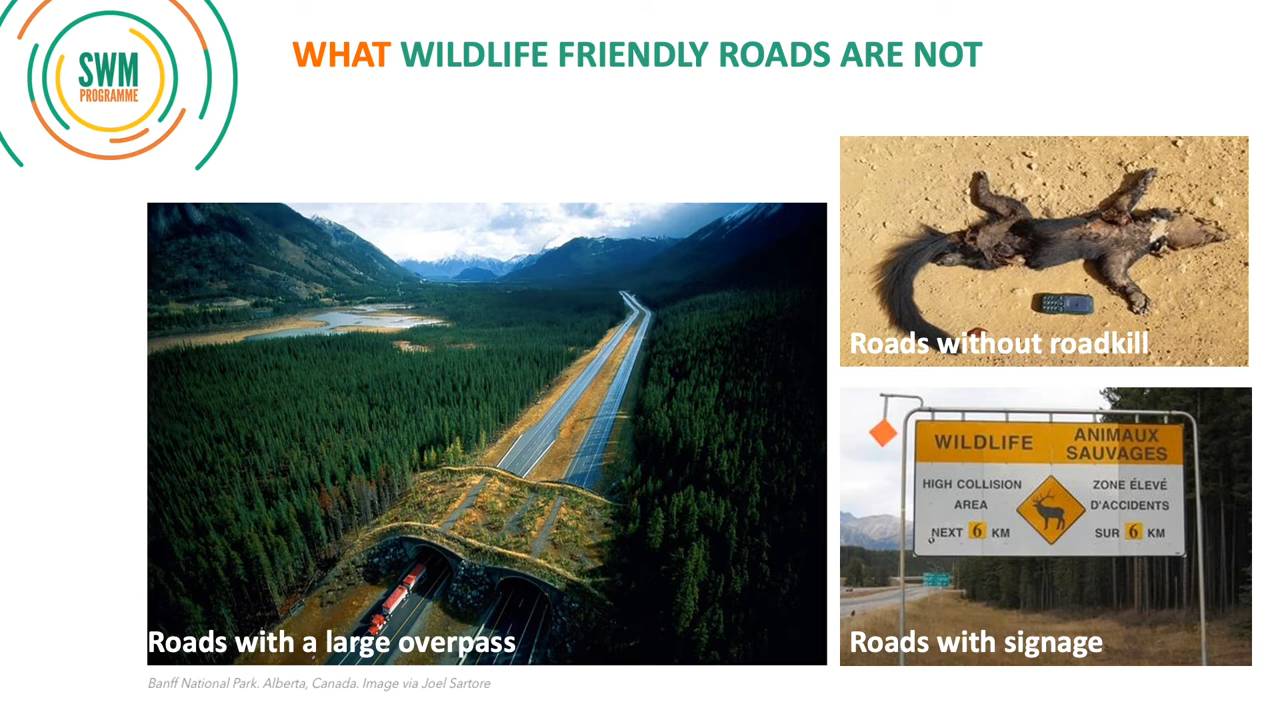 SWM
PROGRAMME
WHAT WILDLIFE FRIENDLY ROADS ARE NOT
Roads without roadkill
Roads with a large overpass
WILDLIFE
ANIMAUX
SAUVAGES
HIGH COLLISION
AREA
NEXT 6 KM
ZONE ÉLEVÉ
D'ACCIDENTS
SUR 6 KM
Roads with signage
Banff National Park. Alberta, Canada. Image via Joel Sartore